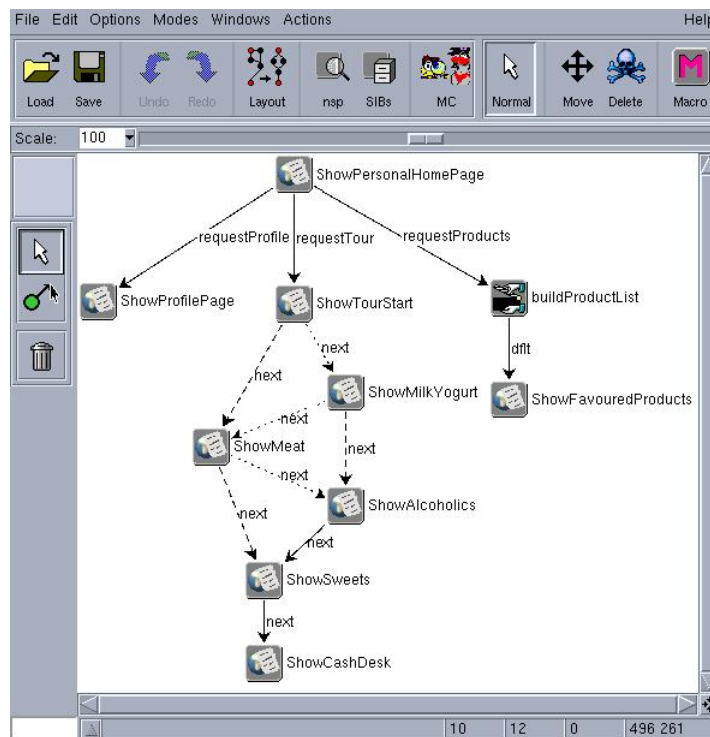 File Edit Options Modes Windows Actions Help
Load Save Undo Redo Layout nsp SIBs MC Normal Move Delete Macro
M
Scale: 100
ShowPersonalHomePage
requestProfile requestTour requestProducts
ShowProfilePage ShowTourStart buildProductList
next dflt
next ShowMilkYogurt ShowFavouredProducts
next
ShowMeat next
next
next ShowAlcoholics
next
ShowSweets
next
ShowCashDesk
10 12 0 496 261